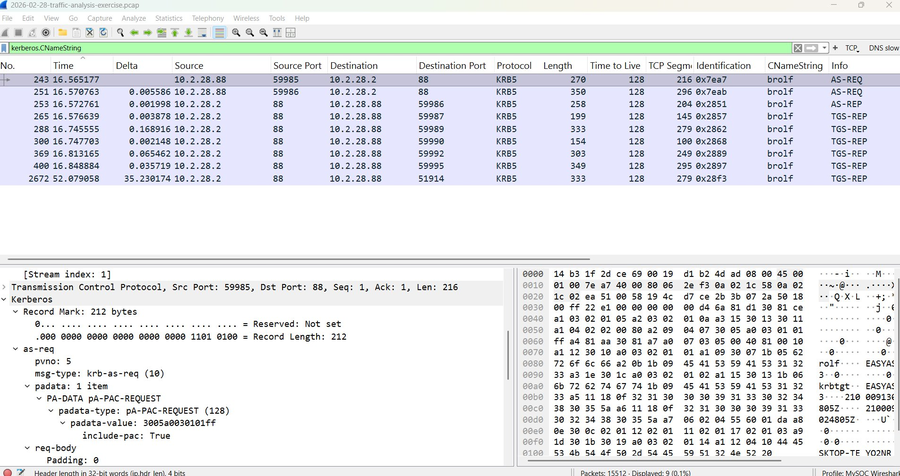 2026-02-28-traffic-analysis-exercise.pcap
File Edit View Go Capture Analyze Statistics Telephony Wireless Tools Help
kerberos.CNameString TCP, DNS slow
No. Time Delta Source Source Port Destination Destination Port Protocol Length Time to Live TCP Segme Identification CNameString Info
243 16.565177 10.2.28.88 59985 10.2.28.2 88 KRB5 270 128 216 0x7ea7 brolf AS-REQ
251 16.570763 0.005586 10.2.28.88 59986 10.2.28.2 88 KRB5 350 128 296 0x7eab brolf AS-REQ
253 16.572761 0.001998 10.2.28.2 88 10.2.28.88 59986 KRB5 258 128 204 0x2851 brolf AS-REP
265 16.576639 0.003878 10.2.28.2 88 10.2.28.88 59987 KRB5 199 128 145 0x2857 brolf TGS-REP
288 16.745555 0.168916 10.2.28.2 88 10.2.28.88 59989 KRB5 333 128 279 0x2862 brolf TGS-REP
300 16.747703 0.002148 10.2.28.2 88 10.2.28.88 59990 KRB5 154 128 100 0x2868 brolf TGS-REP
369 16.813165 0.065462 10.2.28.2 88 10.2.28.88 59992 KRB5 303 128 249 0x2889 brolf TGS-REP
400 16.848884 0.035719 10.2.28.2 88 10.2.28.88 59995 KRB5 349 128 295 0x2897 brolf TGS-REP
2672 52.079058 35.230174 10.2.28.2 88 10.2.28.88 51914 KRB5 333 128 279 0x28f3 brolf TGS-REP
[Stream index: 1]
Transmission Control Protocol, Src Port: 59985, Dst Port: 88, Seq: 1, Ack: 1, Len: 216
Kerberos
Record Mark: 212 bytes
0... .... .... .... .... .... .... .... = Reserved: Not set
.000 0000 0000 0000 0000 0000 1101 0100 = Record Length: 212
as-req
pvno: 5
msg-type: krb-as-req (10)
padata: 1 item
PA-DATA pA-PAC-REQUEST
padata-type: pA-PAC-REQUEST (128)
padata-value: 3005a0030101ff
include-pac: True
req-body
Padding: 0
0000 14 b3 1f 2d ce 69 00 19 d1 b2 4d ad 08 00 45 00
0010 01 00 7e a7 40 00 80 06 2e f3 0a 02 1c 58 0a 02
0020 1c 02 ea 51 00 58 19 4c d7 ce 2b 3b 07 2a 50 18
0030 00 ff 22 e1 00 00 00 00 00 d4 6a 81 d1 30 81 ce
0040 a1 03 02 01 05 a2 03 02 01 0a a3 15 30 13 30 11
0050 a1 04 02 02 00 80 a2 09 04 07 30 05 a0 03 01 01
0060 ff a4 81 aa 30 81 a7 a0 07 03 05 00 40 81 00 10
0070 a1 12 30 10 a0 03 02 01 01 a1 09 30 07 1b 05 62
0080 72 6f 6c 66 a2 0b 1b 09 45 41 53 59 41 53 31 32 rolf EASYAS
0090 33 a3 1e 30 1c a0 03 02 01 02 a1 15 30 13 1b 06
00a0 6b 72 62 74 67 74 1b 09 45 41 53 59 41 53 31 32 krbtgt EASYAS
00b0 33 a5 11 18 0f 32 31 30 30 30 39 31 33 30 32 34
00c0 38 30 35 5a a6 11 18 0f 32 31 30 30 30 39 31 33 805Z
00d0 30 32 34 38 30 35 5a a7 06 02 04 55 60 01 da a8 024805Z
00e0 0e 30 0c 02 01 12 02 01 11 02 01 17 02 01 03 a9
00f0 1d 30 1b 30 19 a0 03 02 01 14 a1 12 04 10 44 45
0100 53 4b 54 4f 50 2d 54 45 59 51 32 4e 52 20
Header length in 32-bit words (ip.hdr_len), 4 bits Packets: 15512 · Displayed: 9 (0.1%)